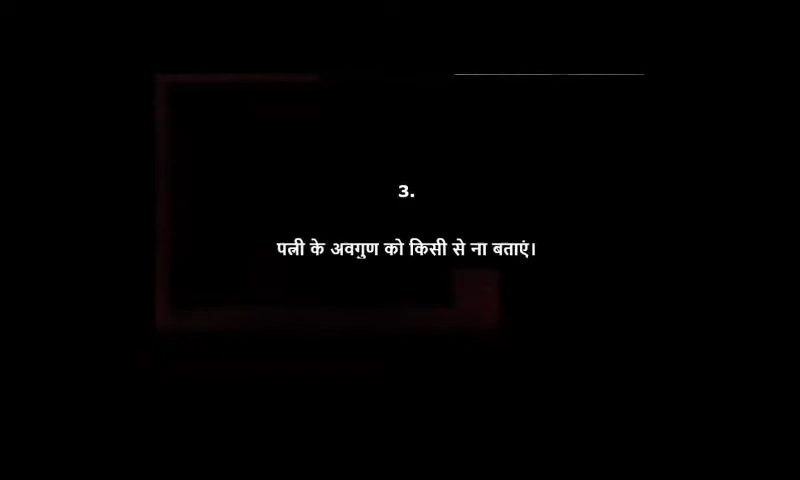 3.
पत्नी के अवगुण को किसी से ना बताएं।